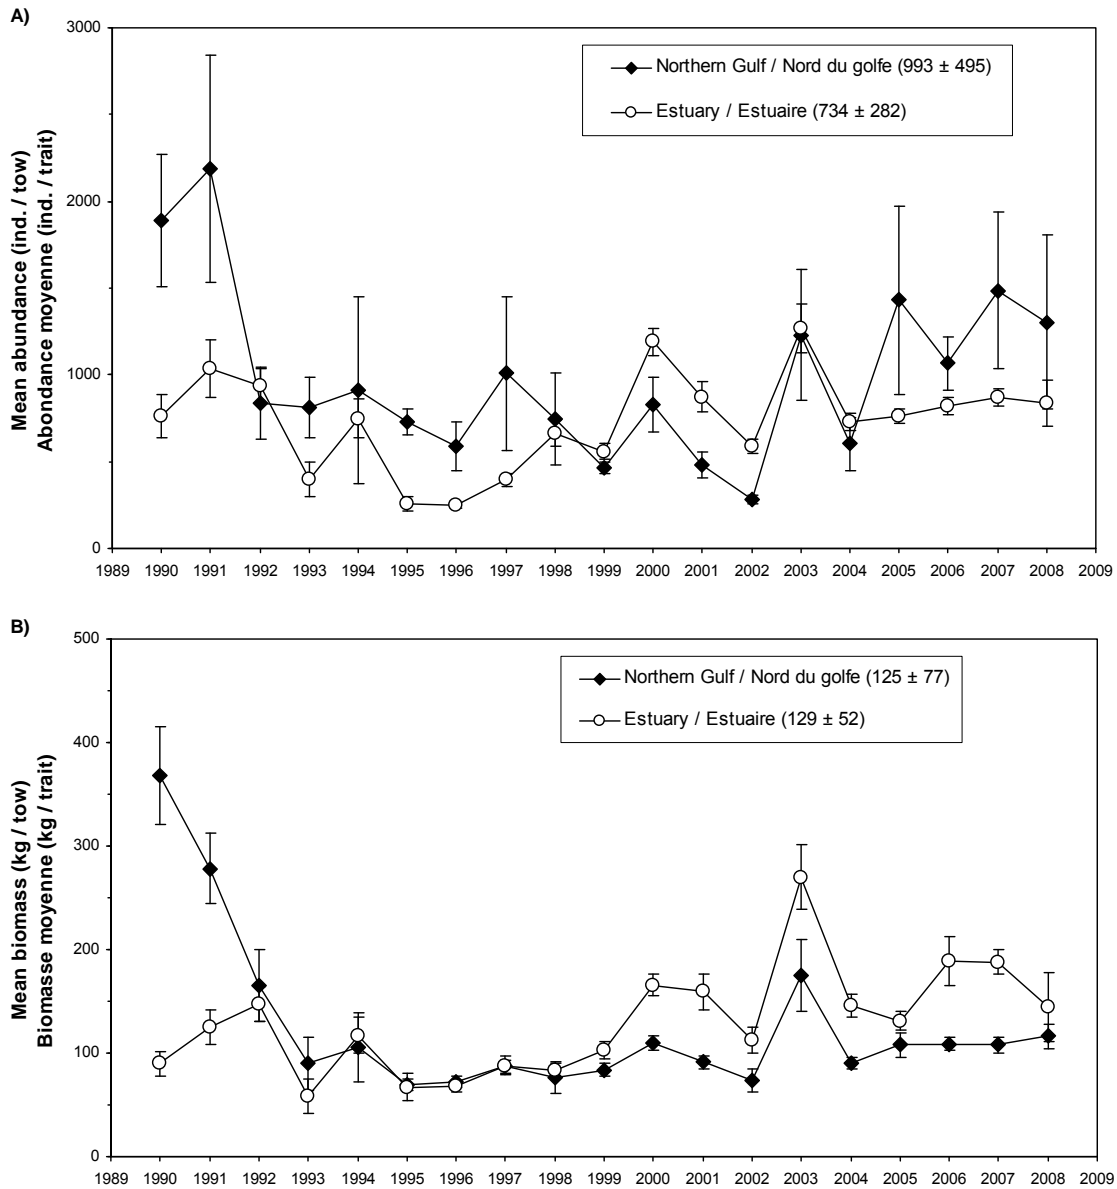 A)
3000
2000
1000
0
Mean abundance (ind. / tow)
Abondance moyenne (ind. / trait)
Northern Gulf / Nord du golfe (993 ± 495)
Estuary / Estuaire (734 ± 282)
1989 1990 1991 1992 1993 1994 1995 1996 1997 1998 1999 2000 2001 2002 2003 2004 2005 2006 2007 2008 2009
B)
500
400
300
200
100
0
Mean biomass (kg / tow)
Biomasse moyenne (kg / trait)
Northern Gulf / Nord du golfe (125 ± 77)
Estuary / Estuaire (129 ± 52)
1989 1990 1991 1992 1993 1994 1995 1996 1997 1998 1999 2000 2001 2002 2003 2004 2005 2006 2007 2008 2009